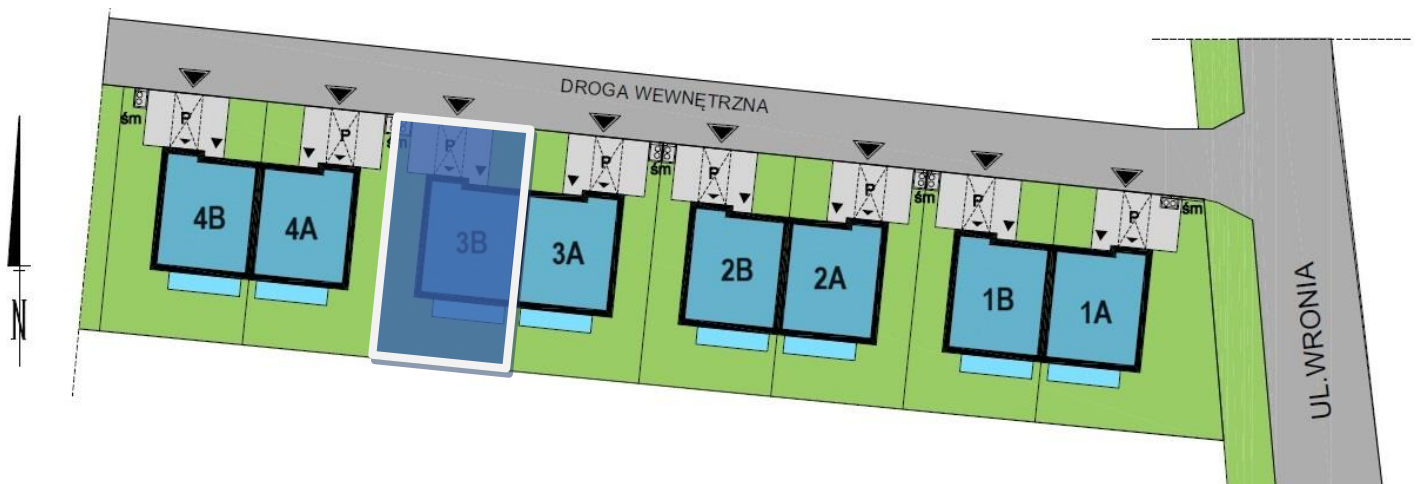 DROGA WEWNĘTRZNA
śm
P
P
śm
P
P
śm
P
P
śm
P
P
śm
4B
4A
3B
3A
2B
2A
1B
1A
N
UL.WRONIA